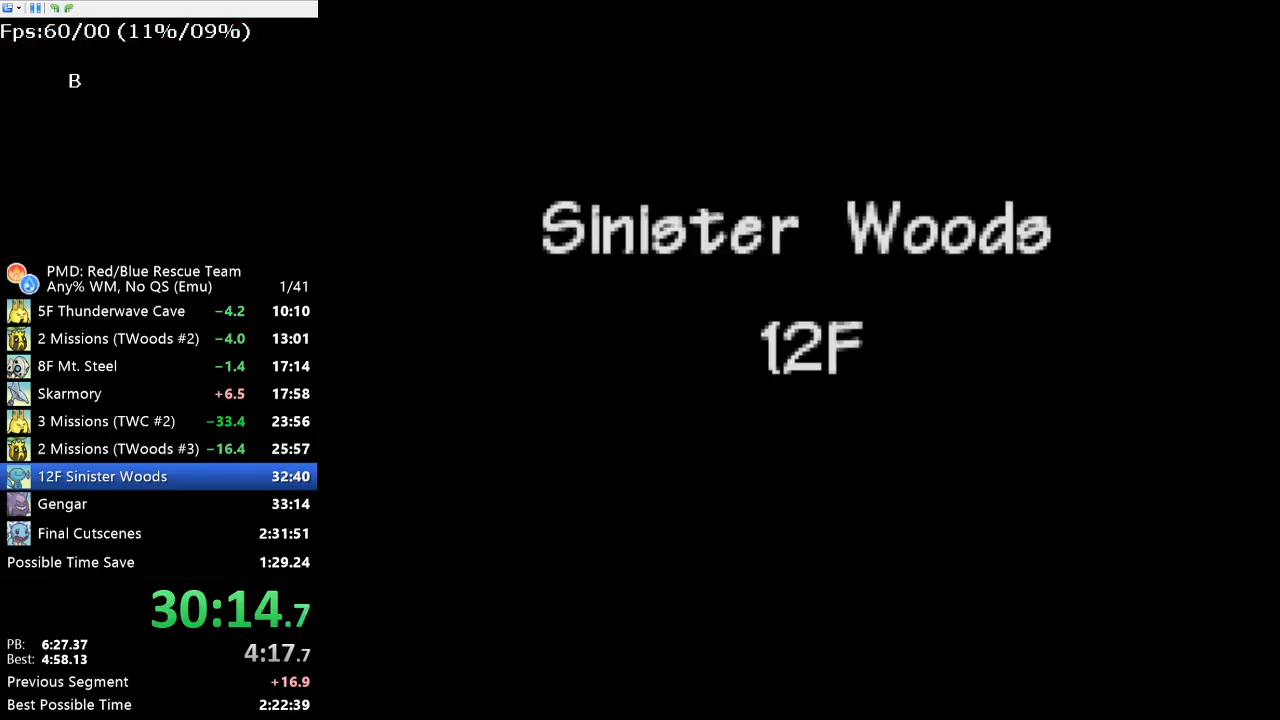 Fps:60/00 (11%/09%)
B
Sinister Woods
12F
PMD: Red/Blue Rescue Team
Any% WM, No QS (Emu) 1/41
5F Thunderwave Cave −4.2 10:10
2 Missions (TWoods #2) −4.0 13:01
8F Mt. Steel −1.4 17:14
Skarmory +6.5 17:58
3 Missions (TWC #2) −33.4 23:56
2 Missions (TWoods #3) −16.4 25:57
12F Sinister Woods 32:40
Gengar 33:14
Final Cutscenes 2:31:51
Possible Time Save 1:29.24
30:14.7
PB: 6:27.37
Best: 4:58.13
4:17.7
Previous Segment +16.9
Best Possible Time 2:22:39